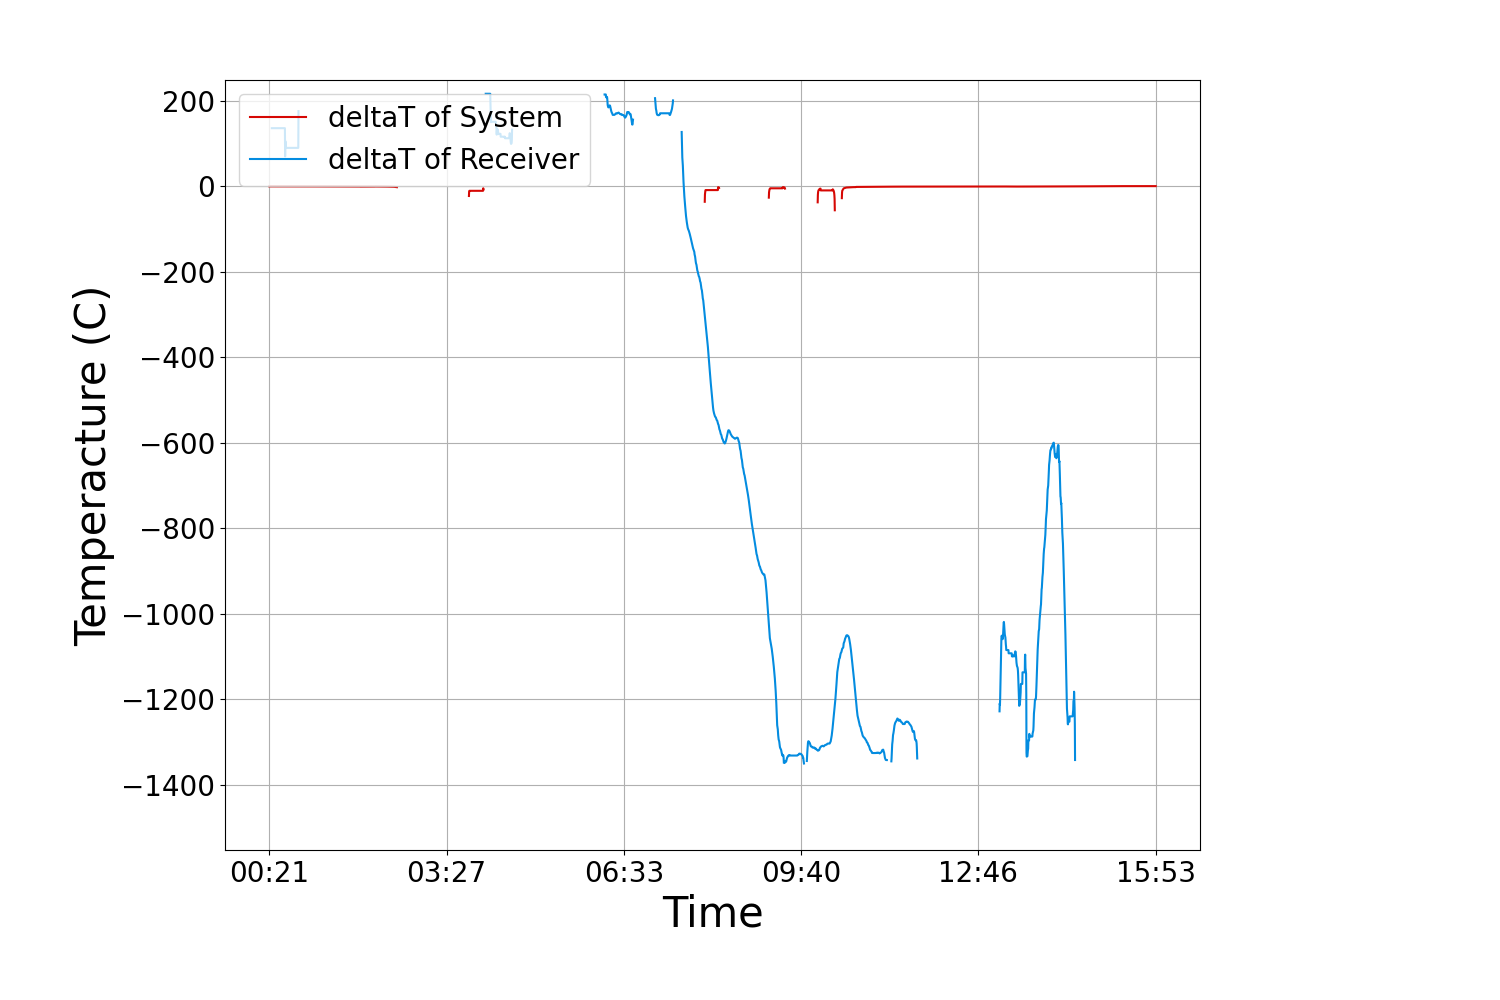 deltaT of System
deltaT of Receiver
200
0
−200
−400
−600
−800
−1000
−1200
−1400
Temperacture (C)
00:21 03:27 06:33 09:40 12:46 15:53
Time